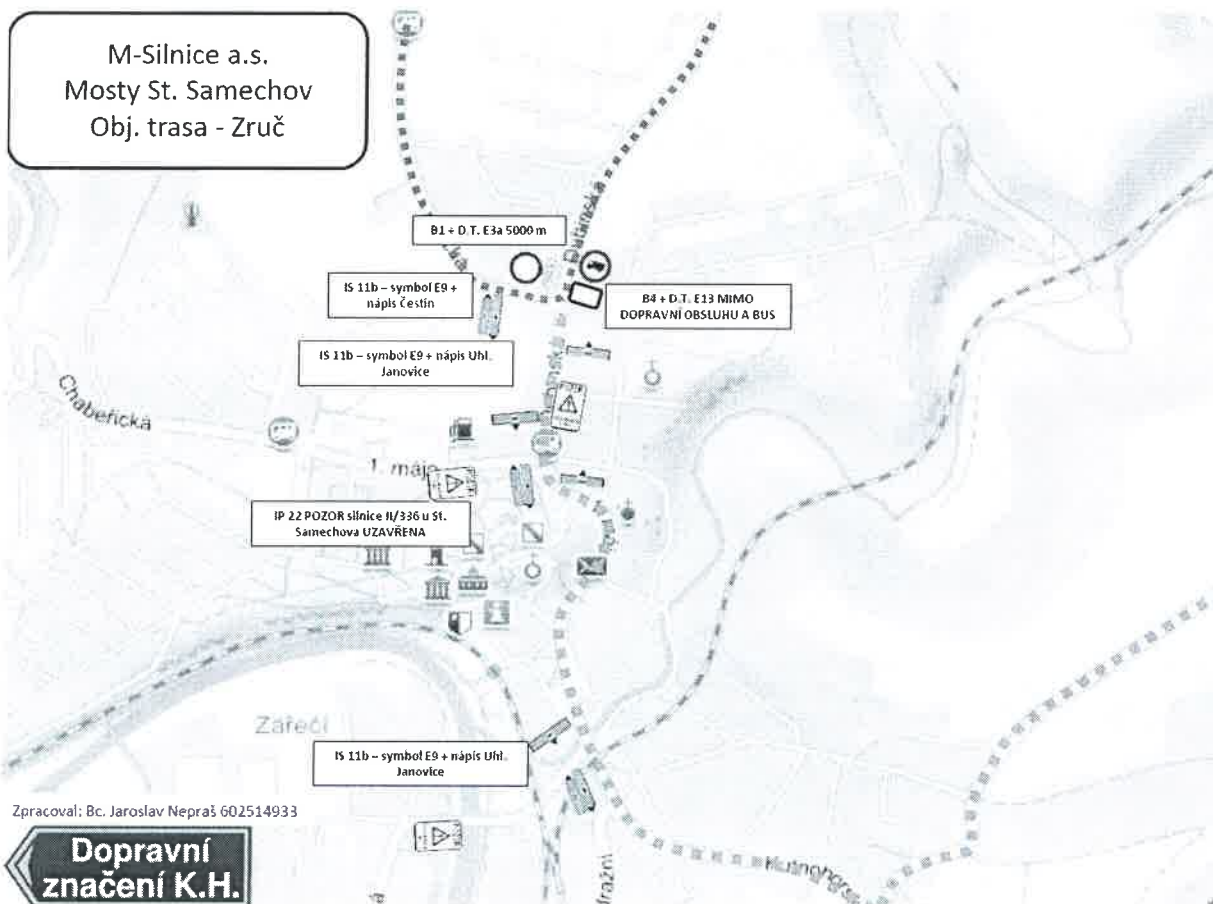 M-Silnice a.s.
Mosty St. Samechov
Obj. trasa - Zruč
B1 + D.T. E3a 5000 m
IS 11b – symbol E9 +
nápis Čestín
B4 + D.T. E13 MIMO
DOPRAVNÍ OBSLUHU A BUS
IS 11b – symbol E9 + nápis Uhl.
Janovice
Chabeřická
1. máje
IP 22 POZOR silnice II/336 u St.
Samechova UZAVŘENA
Zářečí
IS 11b – symbol E9 + nápis Uhl.
Janovice
Zpracoval: Bc. Jaroslav Nepraš 602514933
Dopravní
značení K.H.